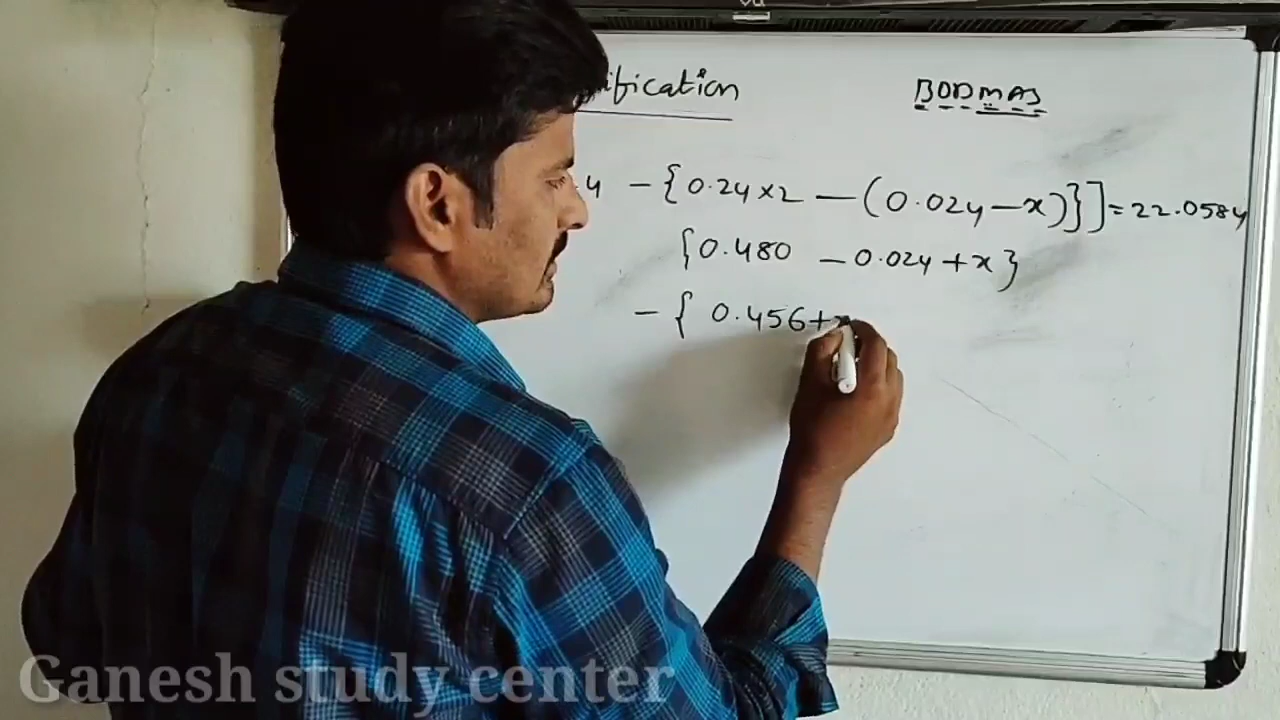 ification
BODMAS
4 - {0.24×2 - (0.024-x)}] = 22.0584
{0.480 - 0.024+x}
- { 0.456+x
Ganesh study center